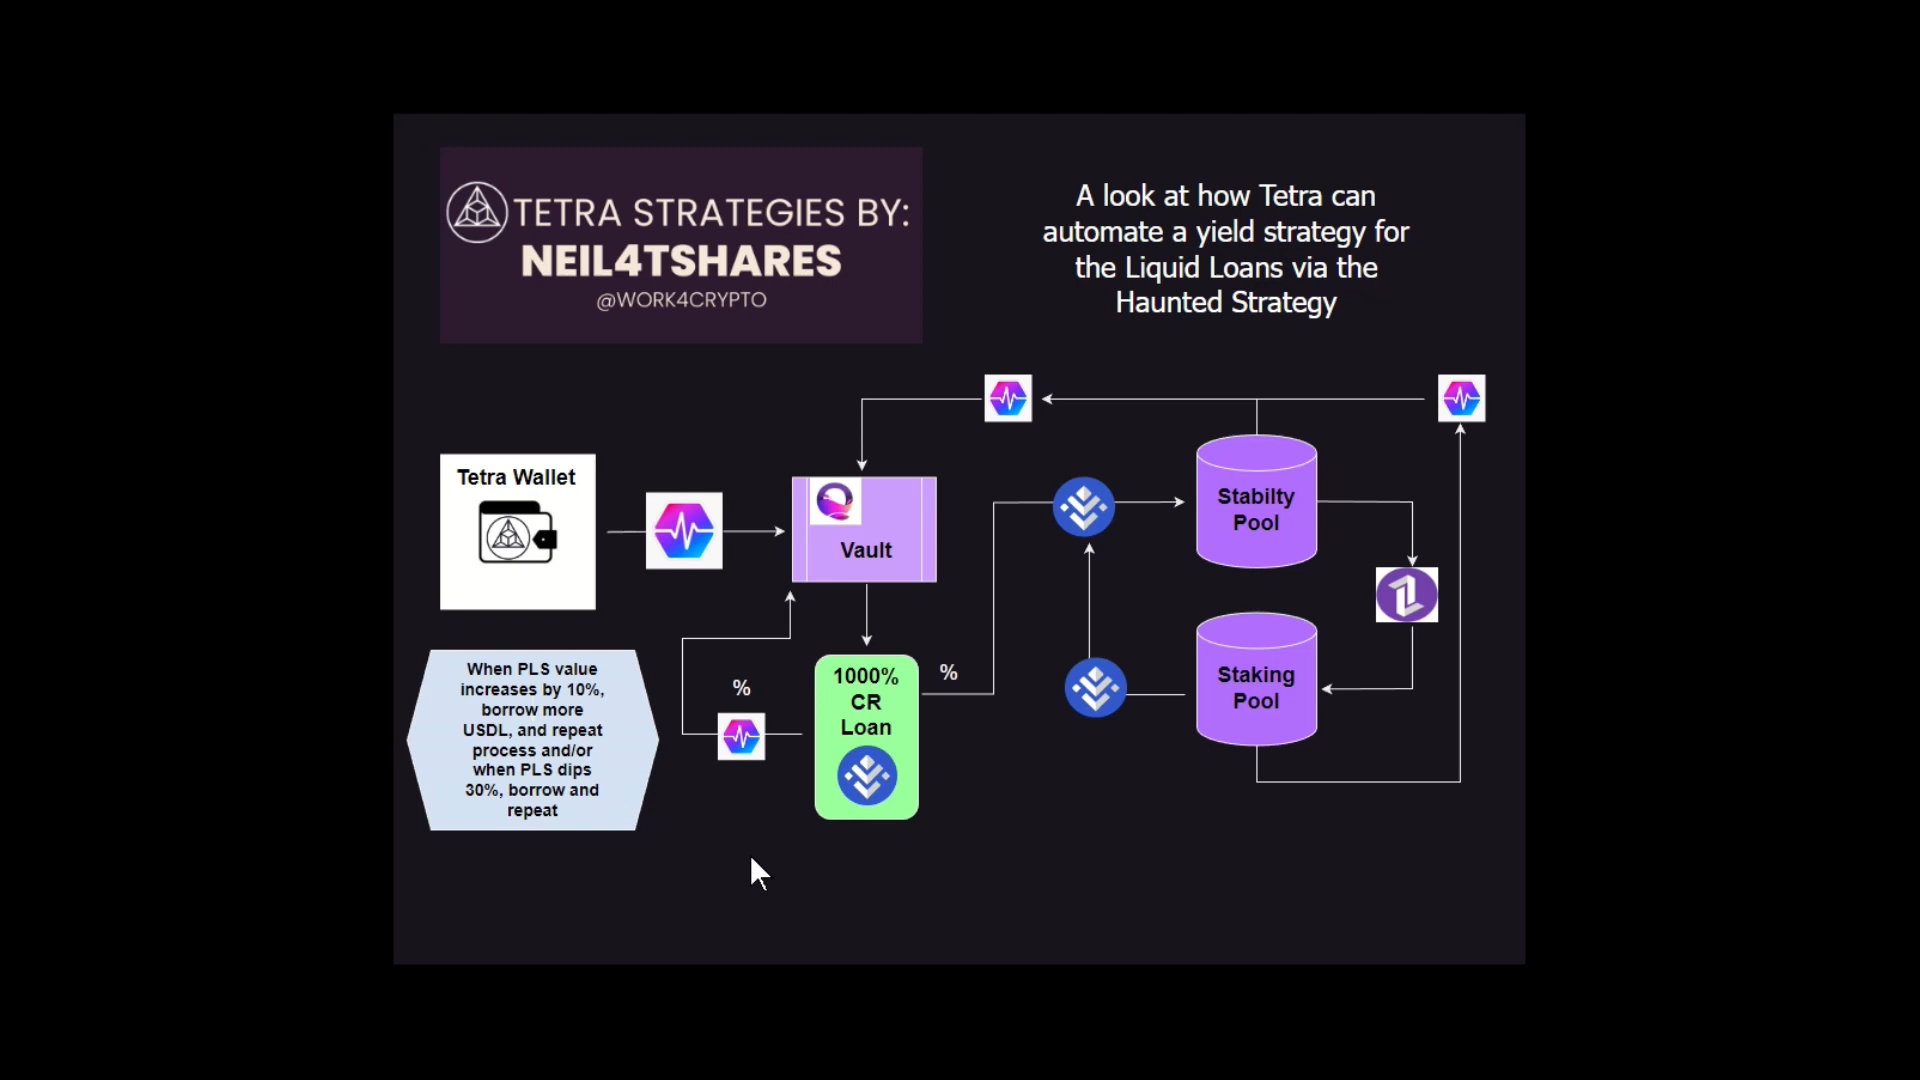 TETRA STRATEGIES BY:
NEIL4TSHARES
@WORK4CRYPTO
A look at how Tetra can
automate a yield strategy for
the Liquid Loans via the
Haunted Strategy
Tetra Wallet
Vault
Stabilty
Pool
When PLS value
increases by 10%,
borrow more
USDL, and repeat
process and/or
when PLS dips
30%, borrow and
repeat
%
1000%
CR
Loan
%
Staking
Pool